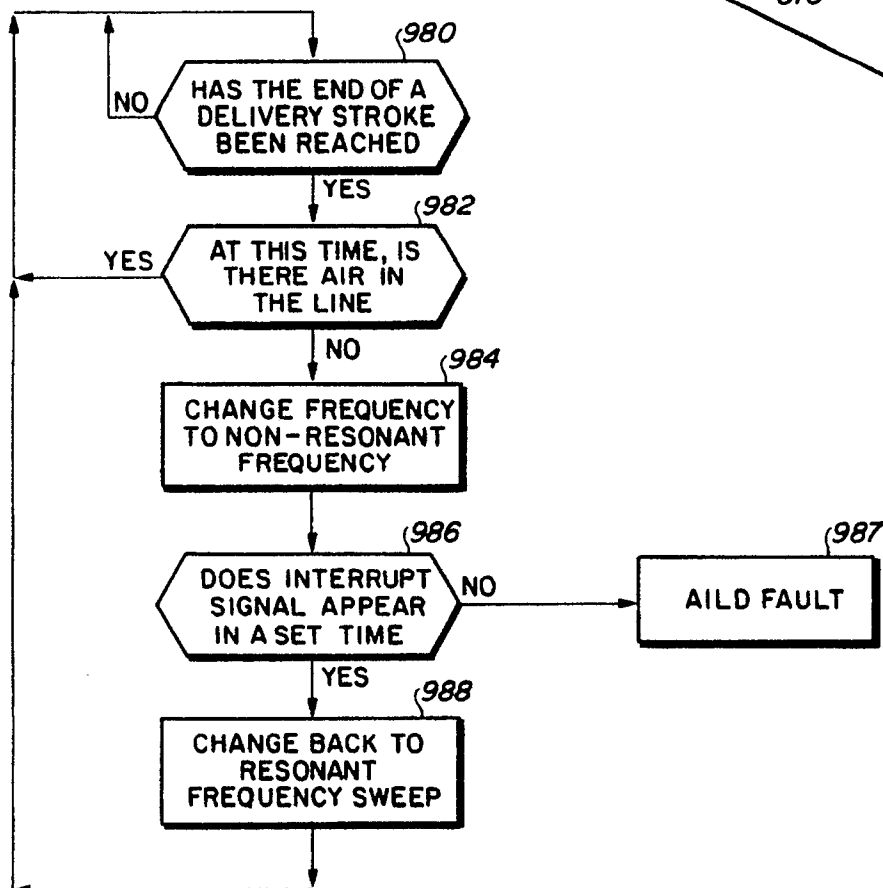 980
HAS THE END OF A
DELIVERY STROKE
BEEN REACHED
NO
YES
982
AT THIS TIME, IS
THERE AIR IN
THE LINE
YES
NO
984
CHANGE FREQUENCY
TO NON-RESONANT
FREQUENCY
986
DOES INTERRUPT
SIGNAL APPEAR
IN A SET TIME
NO
987
AILD FAULT
YES
988
CHANGE BACK TO
RESONANT
FREQUENCY SWEEP